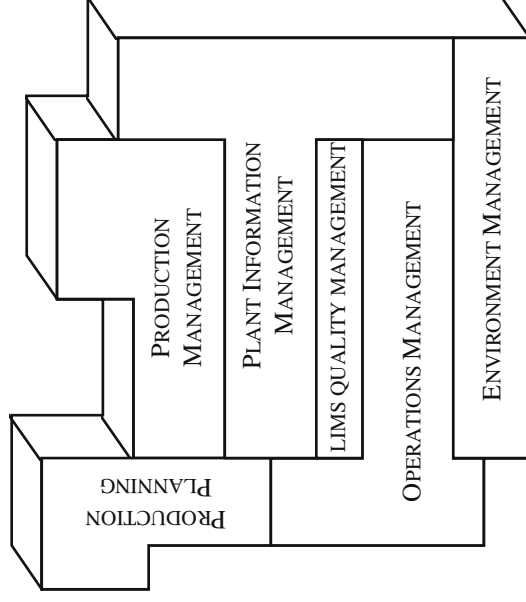 PRODUCTION
PLANNING
PRODUCTION
MANAGEMENT
PLANT INFORMATION
MANAGEMENT
LIMS QUALITY MANAGEMENT
OPERATIONS MANAGEMENT
ENVIRONMENT MANAGEMENT